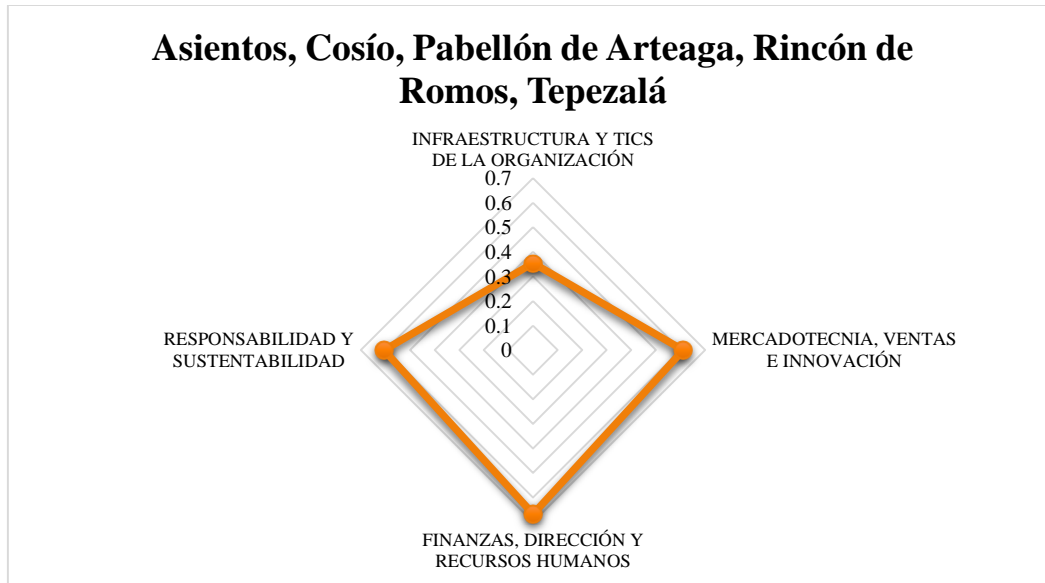 Asientos, Cosío, Pabellón de Arteaga, Rincón de
Romos, Tepezalá
INFRAESTRUCTURA Y TICS
DE LA ORGANIZACIÓN
0.7
0.6
0.5
0.4
0.3
0.2
0.1
0
RESPONSABILIDAD Y
SUSTENTABILIDAD
MERCADOTECNIA, VENTAS
E INNOVACIÓN
FINANZAS, DIRECCIÓN Y
RECURSOS HUMANOS